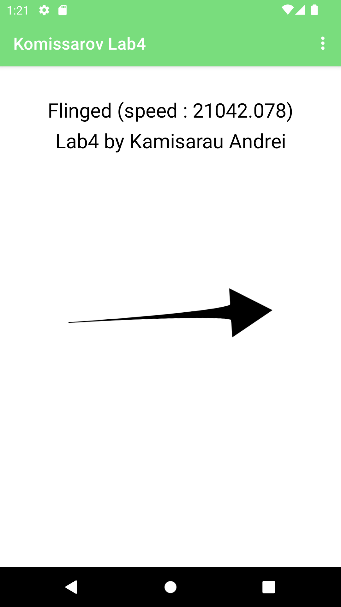 1:21
Komissarov Lab4
Flinged (speed : 21042.078)
Lab4 by Kamisarau Andrei